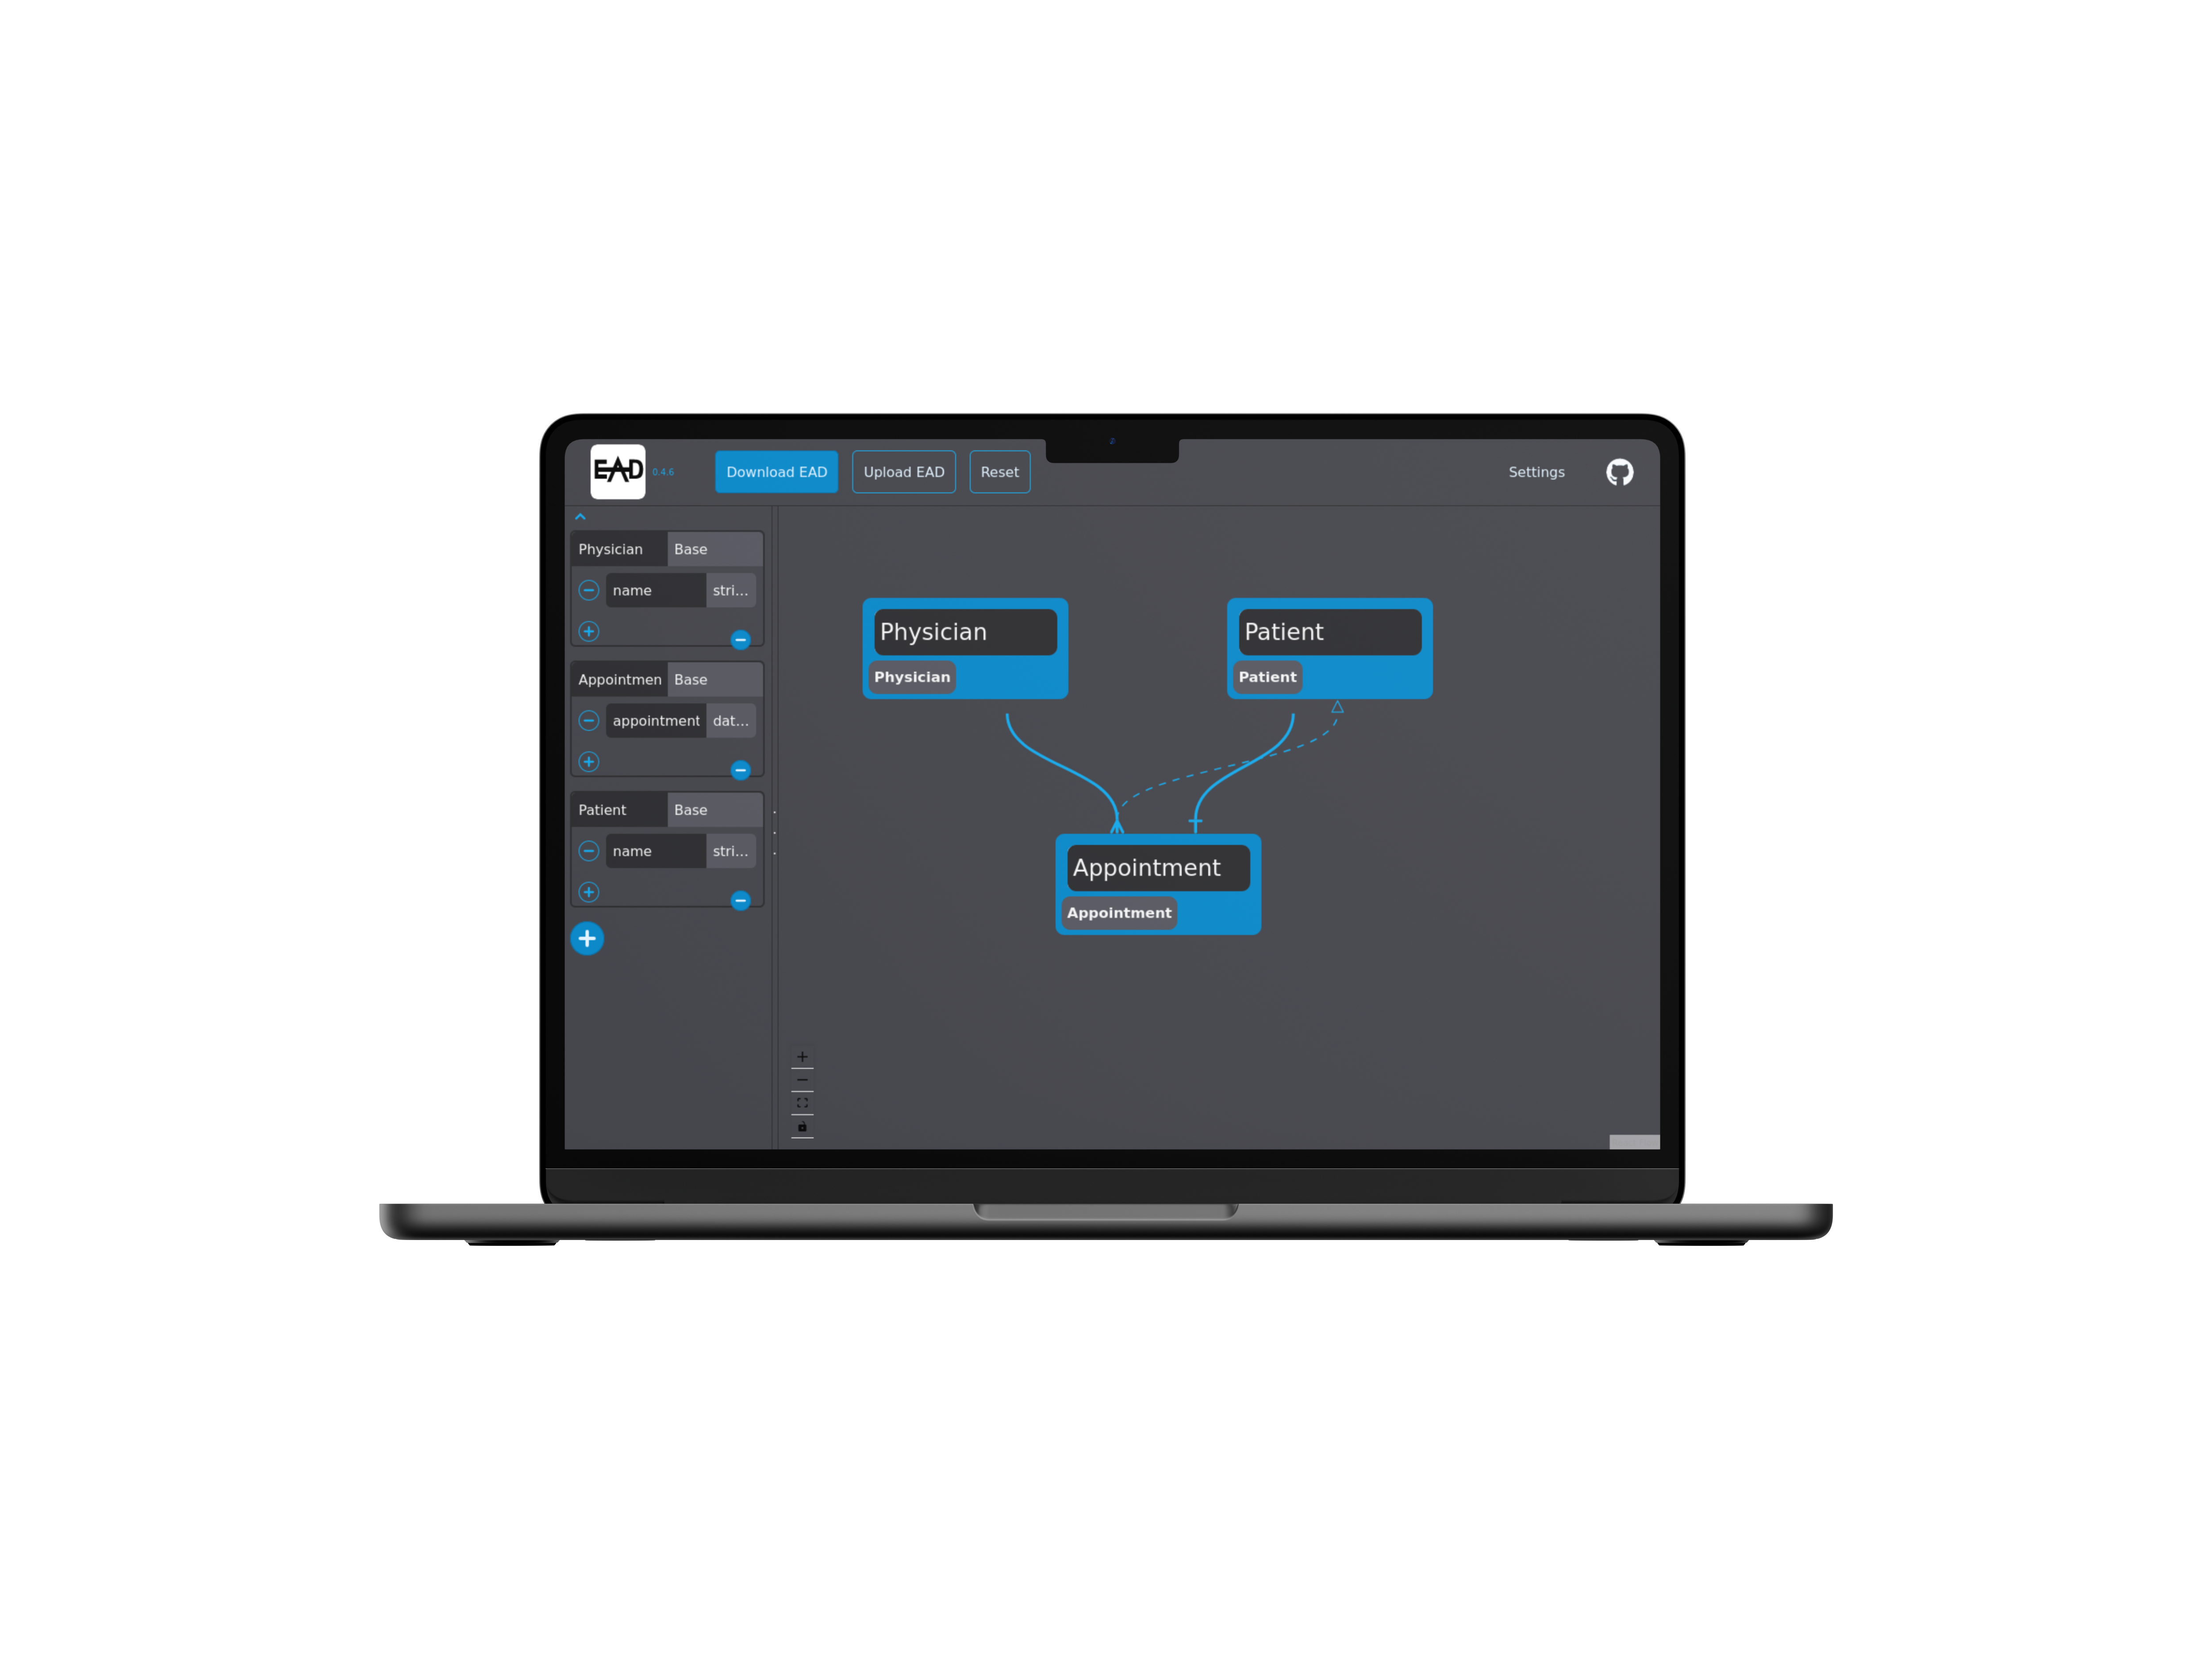 EAD 0.4.6 Download EAD Upload EAD Reset Settings
Physician Base
name stri...
Appointmen Base
appointment dat...
Patient Base
name stri...
Physician
Physician
Patient
Patient
Appointment
Appointment